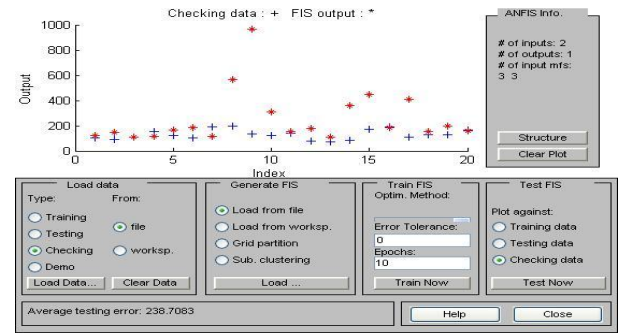 Checking data : + FIS output : *
1000
800
600
400
200
0
Output
0
5
10
15
20
Index
ANFIS Info.
# of inputs: 2
# of outputs: 1
# of input mfs:
3 3
Structure
Clear Plot
Load data
Type:
From:
Training
Testing
Checking
Demo
file
worksp.
Load Data...
Clear Data
Generate FIS
Load from file
Load from worksp.
Grid partition
Sub. clustering
Load ...
Train FIS
Optim. Method:
Error Tolerance:
0
Epochs:
10
Train Now
Test FIS
Plot against:
Training data
Testing data
Checking data
Test Now
Average testing error: 238.7083
Help
Close